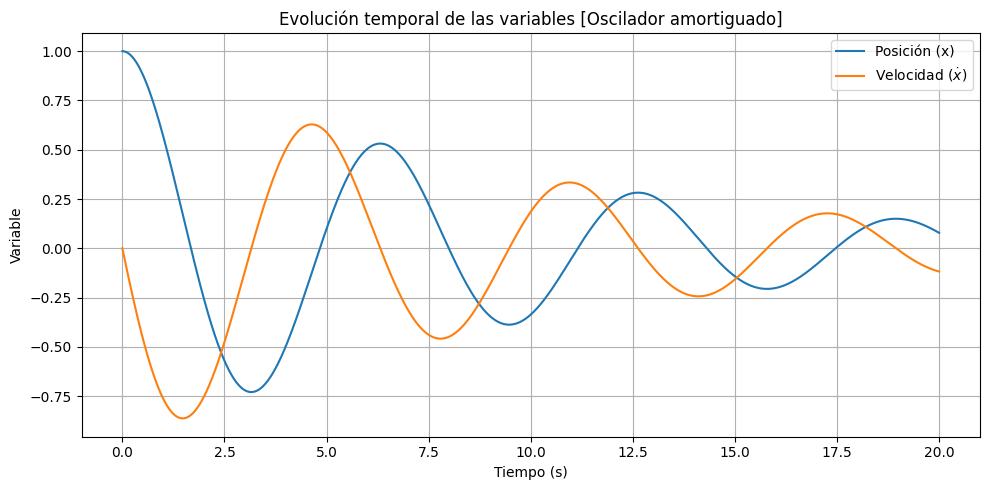 Evolución temporal de las variables [Oscilador amortiguado]
Posición (x)
Velocidad (ẋ)
Variable
1.00
0.75
0.50
0.25
0.00
−0.25
−0.50
−0.75
0.0 2.5 5.0 7.5 10.0 12.5 15.0 17.5 20.0
Tiempo (s)